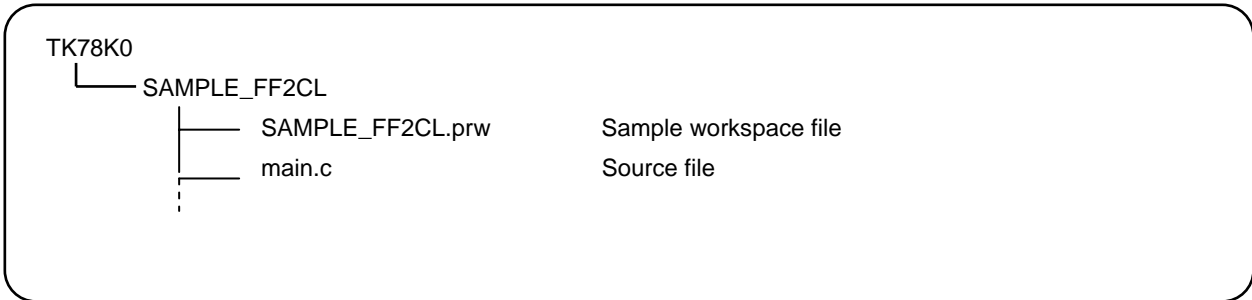 TK78K0
SAMPLE_FF2CL
SAMPLE_FF2CL.prw Sample workspace file
main.c Source file